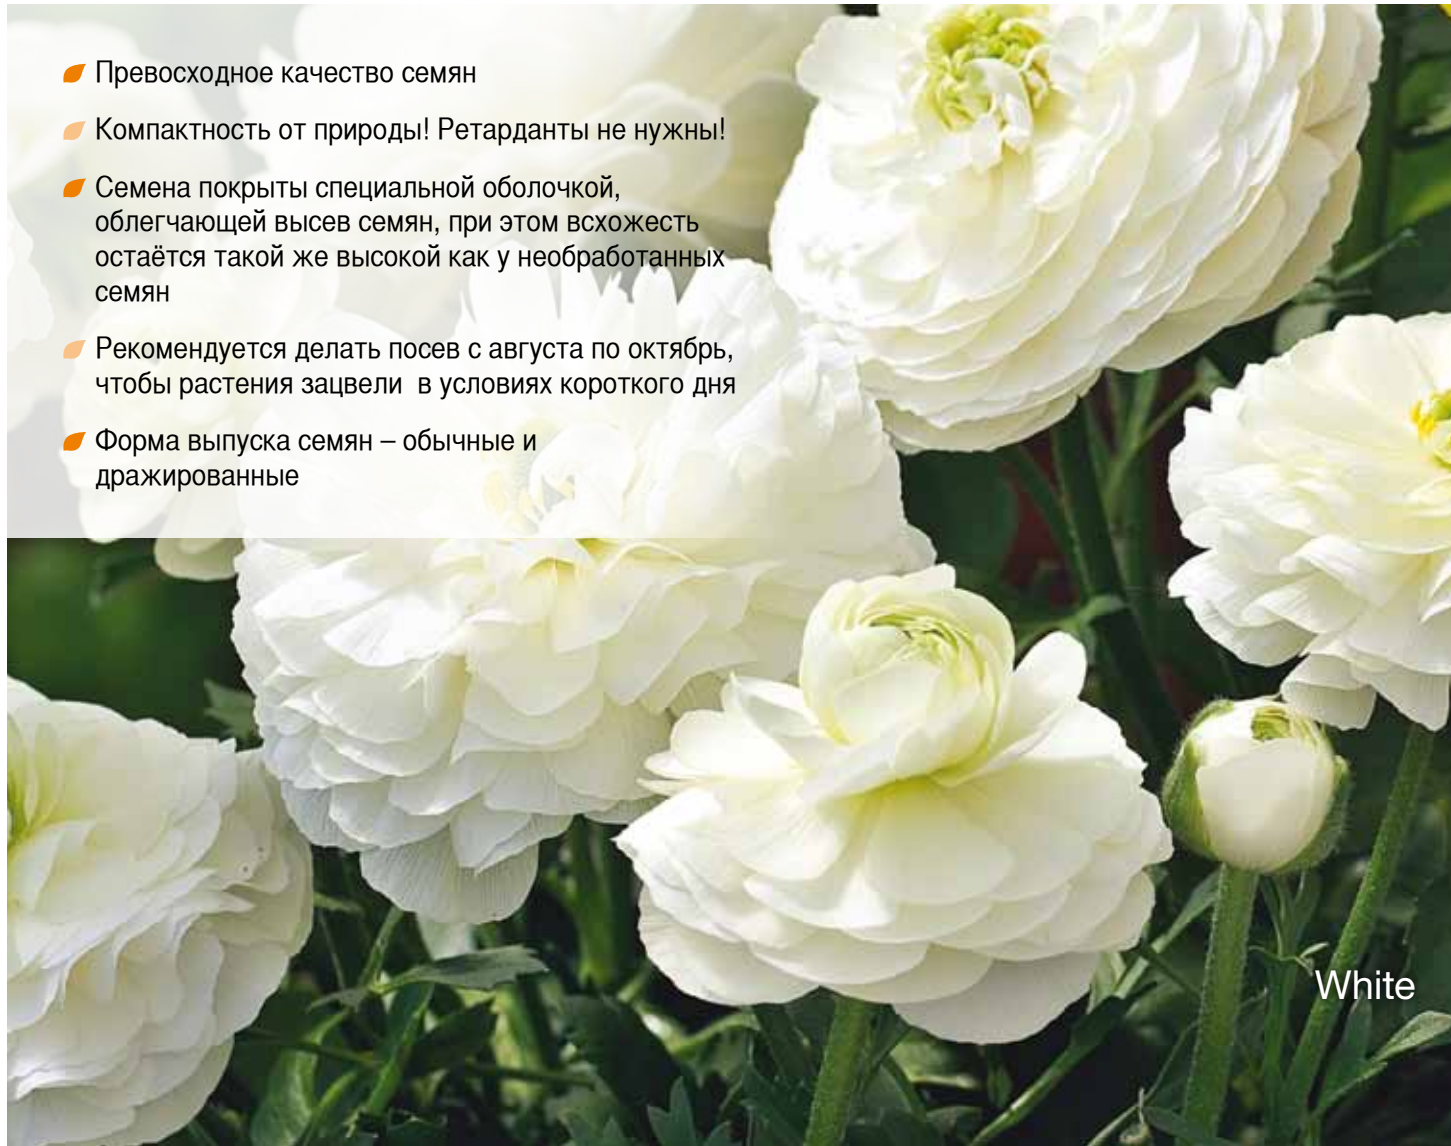 Превосходное качество семян
Компактность от природы! Ретарданты не нужны!
Семена покрыты специальной оболочкой,
облегчающей высев семян, при этом всхожесть
остаётся такой же высокой как у необработанных
семян
Рекомендуется делать посев с августа по октябрь,
чтобы растения зацвели  в условиях короткого дня
Форма выпуска семян – обычные и
дражированные
White